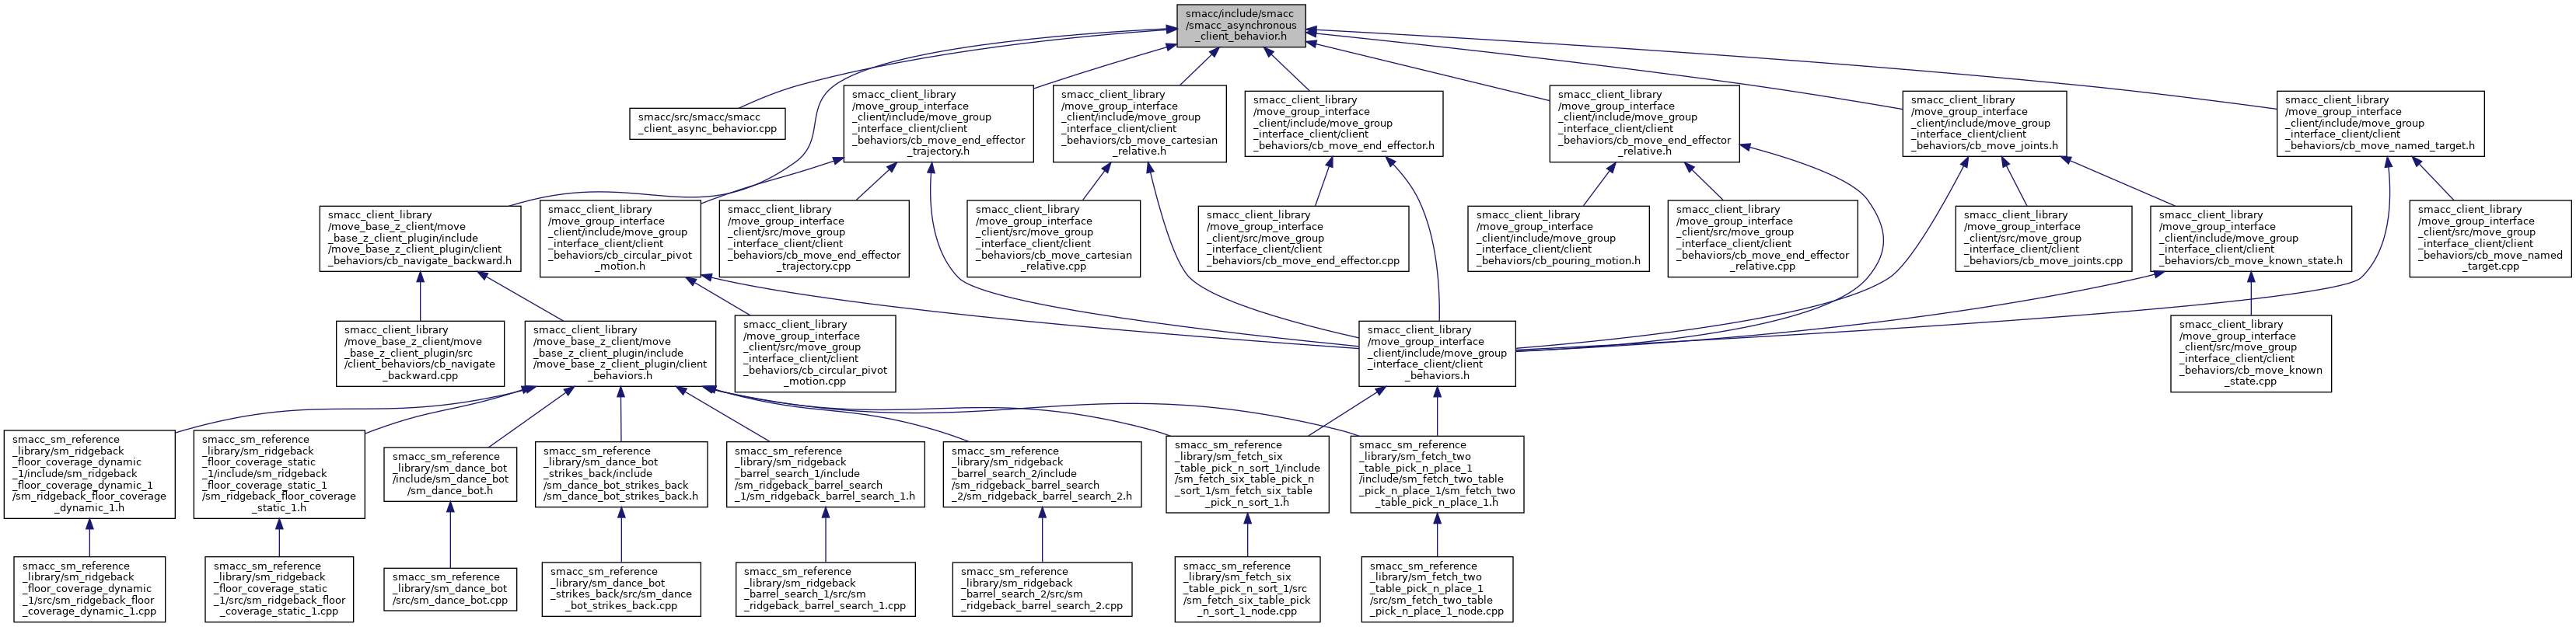 smacc/include/smacc
/smacc_asynchronous
_client_behavior.h
smacc/src/smacc/smacc
_client_async_behavior.cpp
smacc_client_library
/move_group_interface
_client/include/move_group
_interface_client/client
_behaviors/cb_move_end_effector
_trajectory.h
smacc_client_library
/move_group_interface
_client/include/move_group
_interface_client/client
_behaviors/cb_move_cartesian
_relative.h
smacc_client_library
/move_group_interface
_client/include/move_group
_interface_client/client
_behaviors/cb_move_end_effector.h
smacc_client_library
/move_group_interface
_client/include/move_group
_interface_client/client
_behaviors/cb_move_end_effector
_relative.h
smacc_client_library
/move_group_interface
_client/include/move_group
_interface_client/client
_behaviors/cb_move_joints.h
smacc_client_library
/move_group_interface
_client/include/move_group
_interface_client/client
_behaviors/cb_move_named_target.h
smacc_client_library
/move_base_z_client/move
_base_z_client_plugin/include
/move_base_z_client_plugin/client
_behaviors/cb_navigate_backward.h
smacc_client_library
/move_group_interface
_client/include/move_group
_interface_client/client
_behaviors/cb_circular_pivot
_motion.h
smacc_client_library
/move_group_interface
_client/src/move_group
_interface_client/client
_behaviors/cb_move_end_effector
_trajectory.cpp
smacc_client_library
/move_group_interface
_client/src/move_group
_interface_client/client
_behaviors/cb_move_cartesian
_relative.cpp
smacc_client_library
/move_group_interface
_client/src/move_group
_interface_client/client
_behaviors/cb_move_end_effector.cpp
smacc_client_library
/move_group_interface
_client/include/move_group
_interface_client/client
_behaviors/cb_pouring_motion.h
smacc_client_library
/move_group_interface
_client/src/move_group
_interface_client/client
_behaviors/cb_move_end_effector
_relative.cpp
smacc_client_library
/move_group_interface
_client/src/move_group
_interface_client/client
_behaviors/cb_move_joints.cpp
smacc_client_library
/move_group_interface
_client/include/move_group
_interface_client/client
_behaviors/cb_move_known_state.h
smacc_client_library
/move_group_interface
_client/src/move_group
_interface_client/client
_behaviors/cb_move_named
_target.cpp
smacc_client_library
/move_base_z_client/move
_base_z_client_plugin/src
/client_behaviors/cb_navigate
_backward.cpp
smacc_client_library
/move_base_z_client/move
_base_z_client_plugin/include
/move_base_z_client_plugin/client
_behaviors.h
smacc_client_library
/move_group_interface
_client/src/move_group
_interface_client/client
_behaviors/cb_circular_pivot
_motion.cpp
smacc_client_library
/move_group_interface
_client/include/move_group
_interface_client/client
_behaviors.h
smacc_client_library
/move_group_interface
_client/src/move_group
_interface_client/client
_behaviors/cb_move_known
_state.cpp
smacc_sm_reference
_library/sm_ridgeback
_floor_coverage_dynamic
_1/include/sm_ridgeback
_floor_coverage_dynamic_1
/sm_ridgeback_floor_coverage
_dynamic_1.h
smacc_sm_reference
_library/sm_ridgeback
_floor_coverage_static
_1/include/sm_ridgeback
_floor_coverage_static_1
/sm_ridgeback_floor_coverage
_static_1.h
smacc_sm_reference
_library/sm_dance_bot
/include/sm_dance_bot
/sm_dance_bot.h
smacc_sm_reference
_library/sm_dance_bot
_strikes_back/include
/sm_dance_bot_strikes_back
/sm_dance_bot_strikes_back.h
smacc_sm_reference
_library/sm_ridgeback
_barrel_search_1/include
/sm_ridgeback_barrel_search
_1/sm_ridgeback_barrel_search_1.h
smacc_sm_reference
_library/sm_ridgeback
_barrel_search_2/include
/sm_ridgeback_barrel_search
_2/sm_ridgeback_barrel_search_2.h
smacc_sm_reference
_library/sm_fetch_six
_table_pick_n_sort_1/include
/sm_fetch_six_table_pick_n
_sort_1/sm_fetch_six_table
_pick_n_sort_1.h
smacc_sm_reference
_library/sm_fetch_two
_table_pick_n_place_1
/include/sm_fetch_two_table
_pick_n_place_1/sm_fetch_two
_table_pick_n_place_1.h
smacc_sm_reference
_library/sm_ridgeback
_floor_coverage_dynamic
_1/src/sm_ridgeback_floor
_coverage_dynamic_1.cpp
smacc_sm_reference
_library/sm_ridgeback
_floor_coverage_static
_1/src/sm_ridgeback_floor
_coverage_static_1.cpp
smacc_sm_reference
_library/sm_dance_bot
/src/sm_dance_bot.cpp
smacc_sm_reference
_library/sm_dance_bot
_strikes_back/src/sm_dance
_bot_strikes_back.cpp
smacc_sm_reference
_library/sm_ridgeback
_barrel_search_1/src/sm
_ridgeback_barrel_search_1.cpp
smacc_sm_reference
_library/sm_ridgeback
_barrel_search_2/src/sm
_ridgeback_barrel_search_2.cpp
smacc_sm_reference
_library/sm_fetch_six
_table_pick_n_sort_1/src
/sm_fetch_six_table_pick
_n_sort_1_node.cpp
smacc_sm_reference
_library/sm_fetch_two
_table_pick_n_place_1
/src/sm_fetch_two_table
_pick_n_place_1_node.cpp